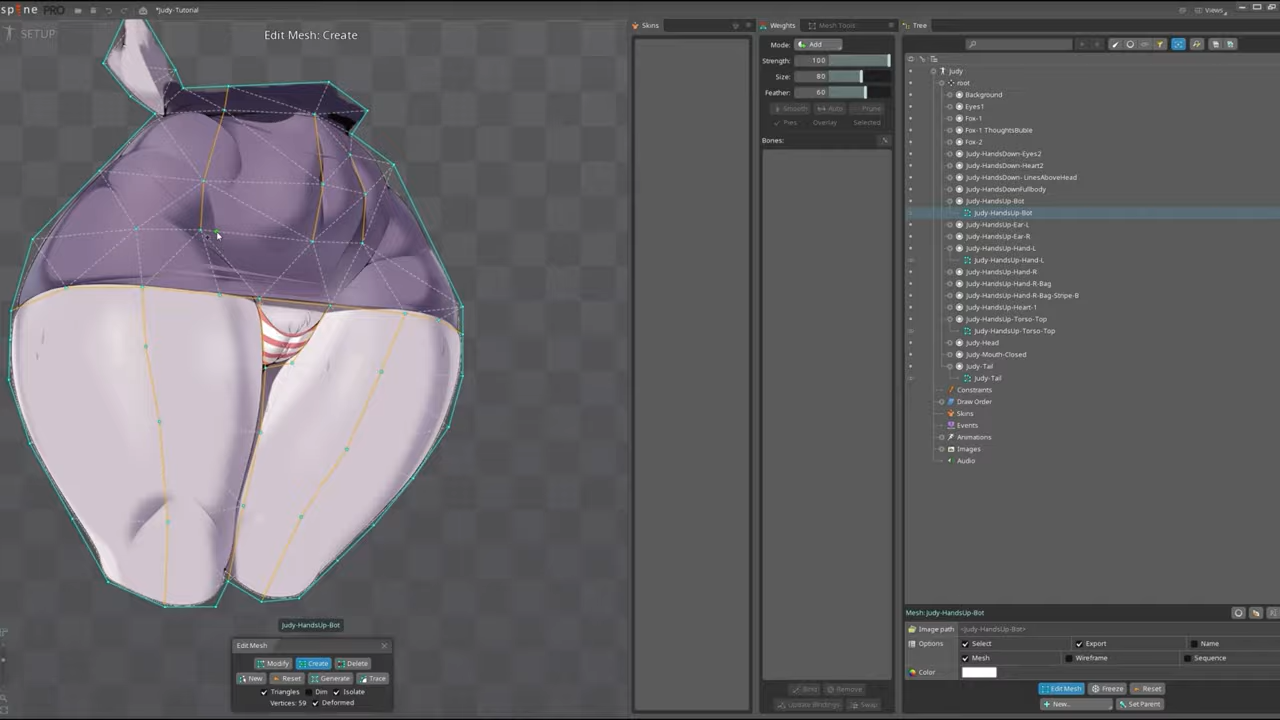 spine PRO
*Judy-Tutorial
Views
SETUP
Edit Mesh: Create
Skins
Weights
Mesh Tools
Tree
Mode: Add
Strength: 100
Size: 80
Feather: 60
Smooth Auto Prune
Pies Overlay Selected
Bones:
Judy
root
Background
Eyes1
Fox-1
Fox-1 ThoughtsBuble
Fox-2
Judy-HandsDown-Eyes2
Judy-HandsDown-Heart2
Judy-HandsDown- LinesAboveHead
Judy-HandsDownFullbody
Judy-HandsUp-Bot
Judy-HandsUp-Bot
Judy-HandsUp-Ear-L
Judy-HandsUp-Ear-R
Judy-HandsUp-Hand-L
Judy-HandsUp-Hand-L
Judy-HandsUp-Hand-R
Judy-HandsUp-Hand-R-Bag
Judy-HandsUp-Hand-R-Bag-Stripe-B
Judy-HandsUp-Heart-1
Judy-HandsUp-Torso-Top
Judy-HandsUp-Torso-Top
Judy-Head
Judy-Mouth-Closed
Judy-Tail
Judy-Tail
Constraints
Draw Order
Skins
Events
Animations
Images
Audio
Judy-HandsUp-Bot
Edit Mesh
Modify Create Delete
New Reset Generate Trace
Triangles Dim Isolate
Vertices: 59 Deformed
Bind Remove
Update Bindings Swap
Mesh: Judy-HandsUp-Bot
Image path <Judy-HandsUp-Bot>
Options Select Export Name
Mesh Wireframe Sequence
Color
Edit Mesh Freeze Reset
New... Set Parent